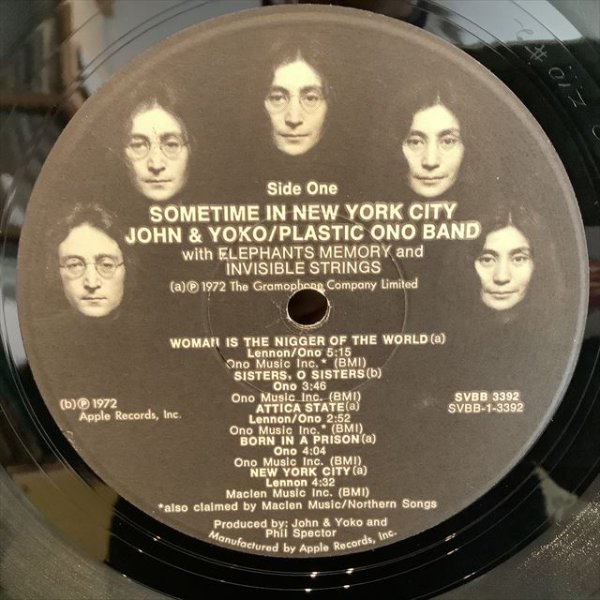 Side One
SOMETIME IN NEW YORK CITY
JOHN & YOKO/PLASTIC ONO BAND
with ELEPHANTS MEMORY and
INVISIBLE STRINGS
(a)Ⓟ1972 The Gramophone Company Limited
WOMAN IS THE NIGGER OF THE WORLD(a)
Lennon/Ono 5:15
Ono Music Inc.* (BMI)
SISTERS, O SISTERS(b)
Ono 3:46
Ono Music Inc. (BMI)
ATTICA STATE(a)
Lennon/Ono 2:52
Ono Music Inc.* (BMI)
BORN IN A PRISON(a)
Ono 4:04
Ono Music Inc. (BMI)
NEW YORK CITY(a)
Lennon 4:32
Maclen Music Inc. (BMI)
*also claimed by Maclen Music/Northern Songs
Produced by: John & Yoko and
Phil Spector
Manufactured by Apple Records, Inc.
(b)Ⓟ1972
Apple Records, Inc.
SVBB 3392
SVBB-1-3392